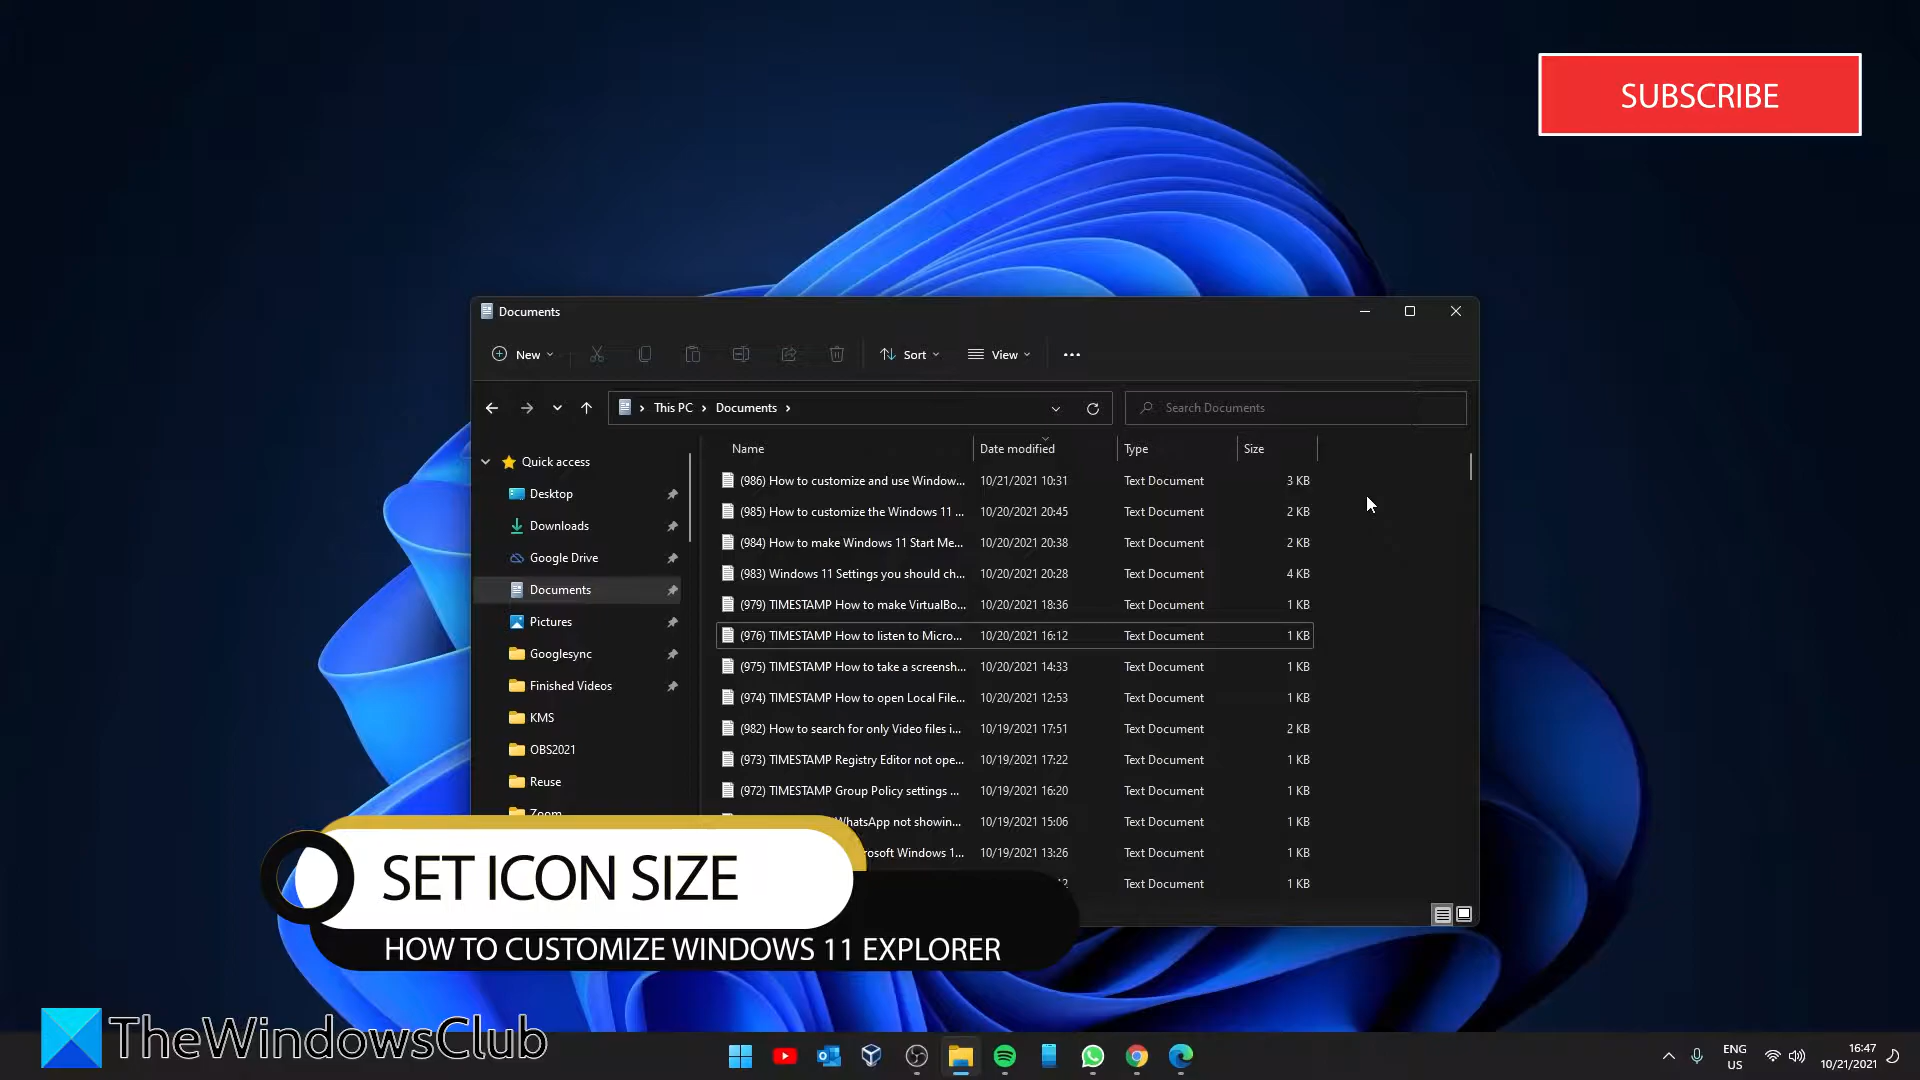 SUBSCRIBE
Documents
New
Sort
View
This PC
Documents
Search Documents
Name
Date modified
Type
Size
Quick access
Desktop
Downloads
Google Drive
Documents
Pictures
Googlesync
Finished Videos
KMS
OBS2021
Reuse
Zoom
(986) How to customize and use Window... 10/21/2021 10:31 Text Document 3 KB
(985) How to customize the Windows 11 ... 10/20/2021 20:45 Text Document 2 KB
(984) How to make Windows 11 Start Me... 10/20/2021 20:38 Text Document 2 KB
(983) Windows 11 Settings you should ch... 10/20/2021 20:28 Text Document 4 KB
(979) TIMESTAMP How to make VirtualBo... 10/20/2021 18:36 Text Document 1 KB
(976) TIMESTAMP How to listen to Micro... 10/20/2021 16:12 Text Document 1 KB
(975) TIMESTAMP How to take a screensh... 10/20/2021 14:33 Text Document 1 KB
(974) TIMESTAMP How to open Local File... 10/20/2021 12:53 Text Document 1 KB
(982) How to search for only Video files i... 10/19/2021 17:51 Text Document 2 KB
(973) TIMESTAMP Registry Editor not ope... 10/19/2021 17:22 Text Document 1 KB
(972) TIMESTAMP Group Policy settings ... 10/19/2021 16:20 Text Document 1 KB
WhatsApp not showin... 10/19/2021 15:06 Text Document 1 KB
rosoft Windows 1... 10/19/2021 13:26 Text Document 1 KB
Text Document 1 KB
SET ICON SIZE
HOW TO CUSTOMIZE WINDOWS 11 EXPLORER
TheWindowsClub
ENG
US
16:47
10/21/2021